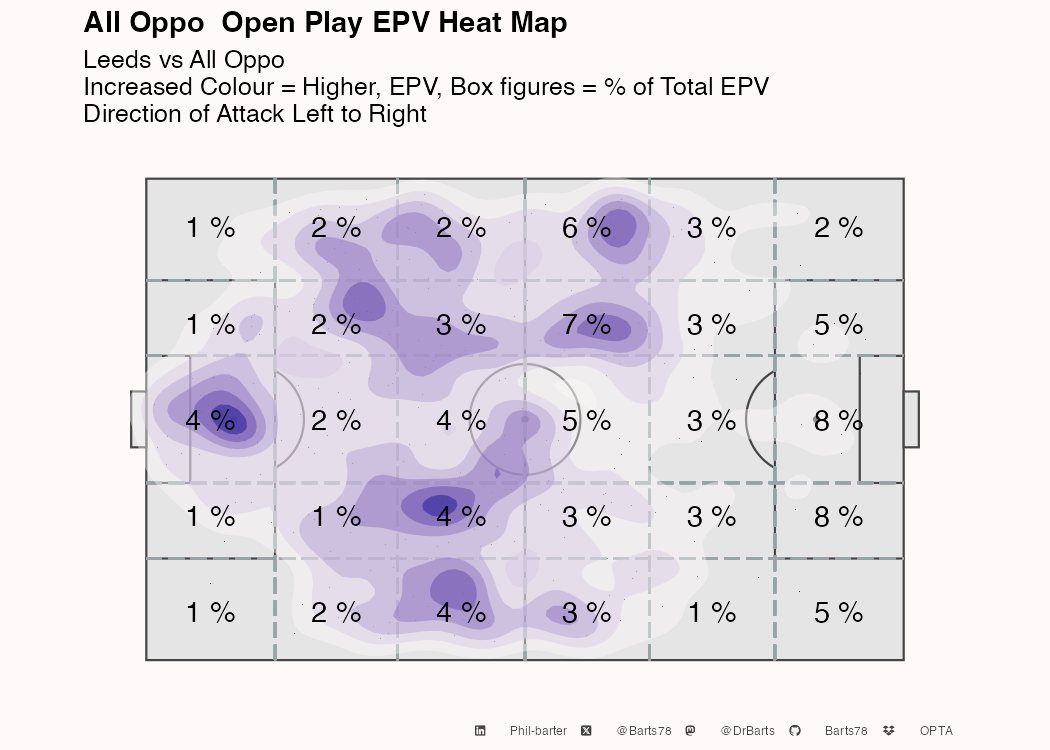 All Oppo  Open Play EPV Heat Map
Leeds vs All Oppo
Increased Colour = Higher, EPV, Box figures = % of Total EPV
Direction of Attack Left to Right
1 % 2 % 2 % 6 % 3 % 2 %
1 % 2 % 3 % 7 % 3 % 5 %
4 % 2 % 4 % 5 % 3 % 8 %
1 % 1 % 4 % 3 % 3 % 8 %
1 % 2 % 4 % 3 % 1 % 5 %
Phil-barter @Barts78 @DrBarts Barts78 OPTA